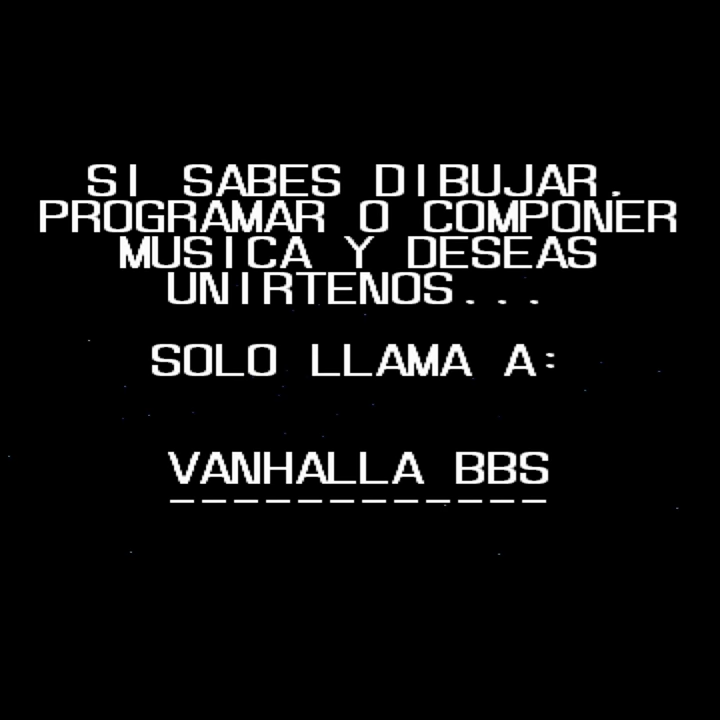 SI SABES DIBUJAR,
PROGRAMAR O COMPONER
MUSICA Y DESEAS
UNIRTENOS...
SOLO LLAMA A:
VANHALLA BBS
------------